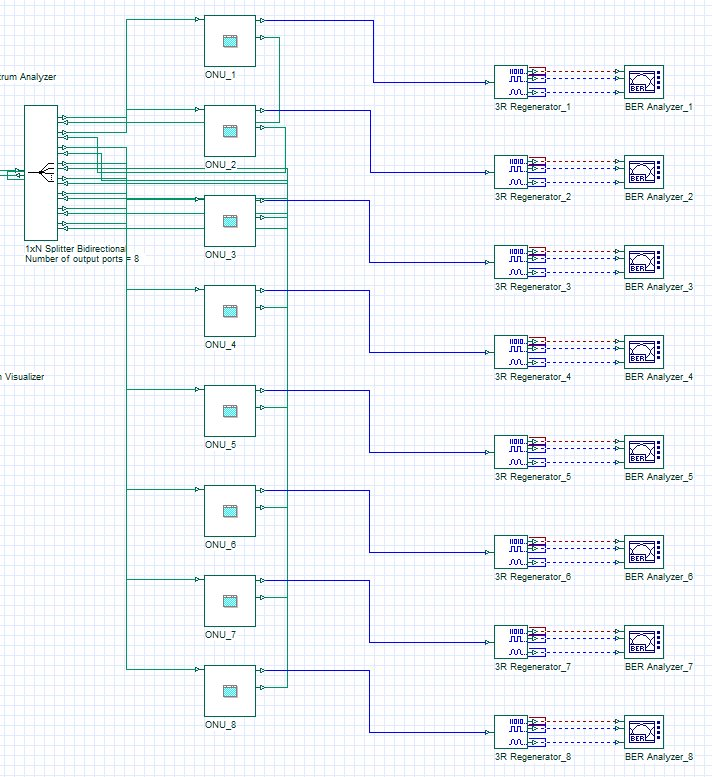 ONU_1
trum Analyzer
3R Regenerator_1
BER Analyzer_1
ONU_2
3R Regenerator_2
BER Analyzer_2
1xN Splitter Bidirectional
Number of output ports = 8
ONU_3
3R Regenerator_3
BER Analyzer_3
ONU_4
Visualizer
3R Regenerator_4
BER Analyzer_4
ONU_5
3R Regenerator_5
BER Analyzer_5
ONU_6
3R Regenerator_6
BER Analyzer_6
ONU_7
3R Regenerator_7
BER Analyzer_7
ONU_8
3R Regenerator_8
BER Analyzer_8